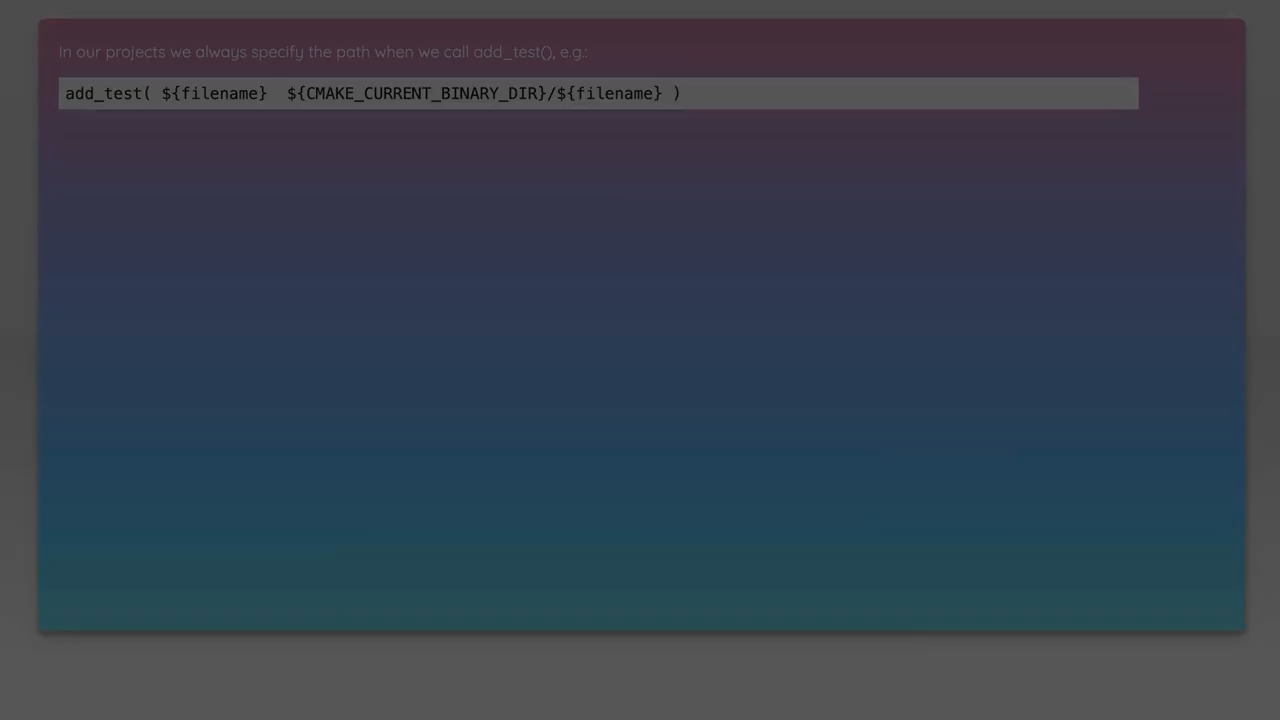 In our projects we always specify the path when we call add_test(), e.g.:
add_test( ${filename}  ${CMAKE_CURRENT_BINARY_DIR}/${filename} )